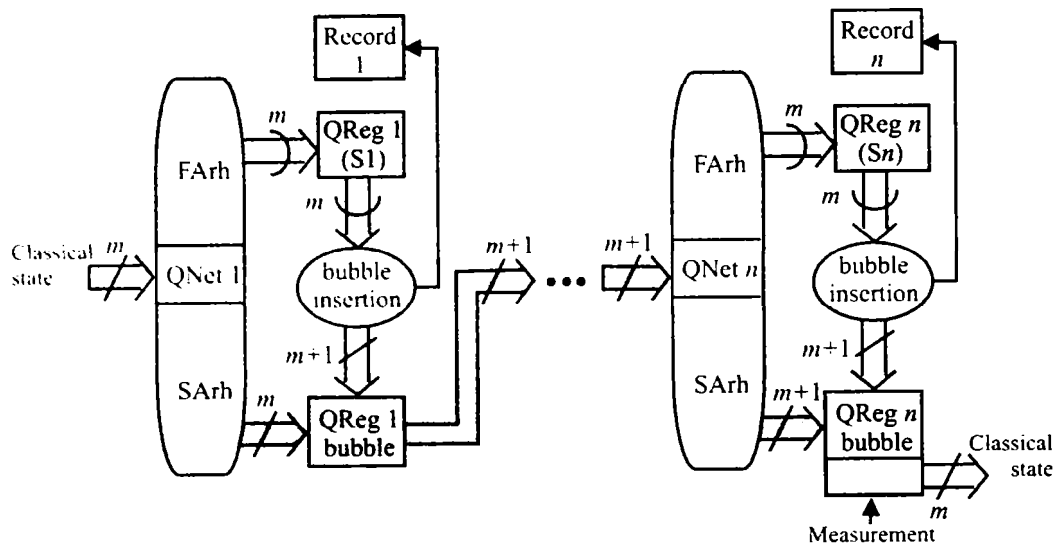 Record
1
Record
n
m
QReg 1
(S1)
m
QReg n
(Sn)
FArh
FArh
m
m
Classical
state
m
QNet 1
bubble
insertion
m+1
m+1
QNet n
bubble
insertion
m+1
m+1
SArh
SArh
m
QReg 1
bubble
m+1
QReg n
bubble
Classical
state
m
Measurement